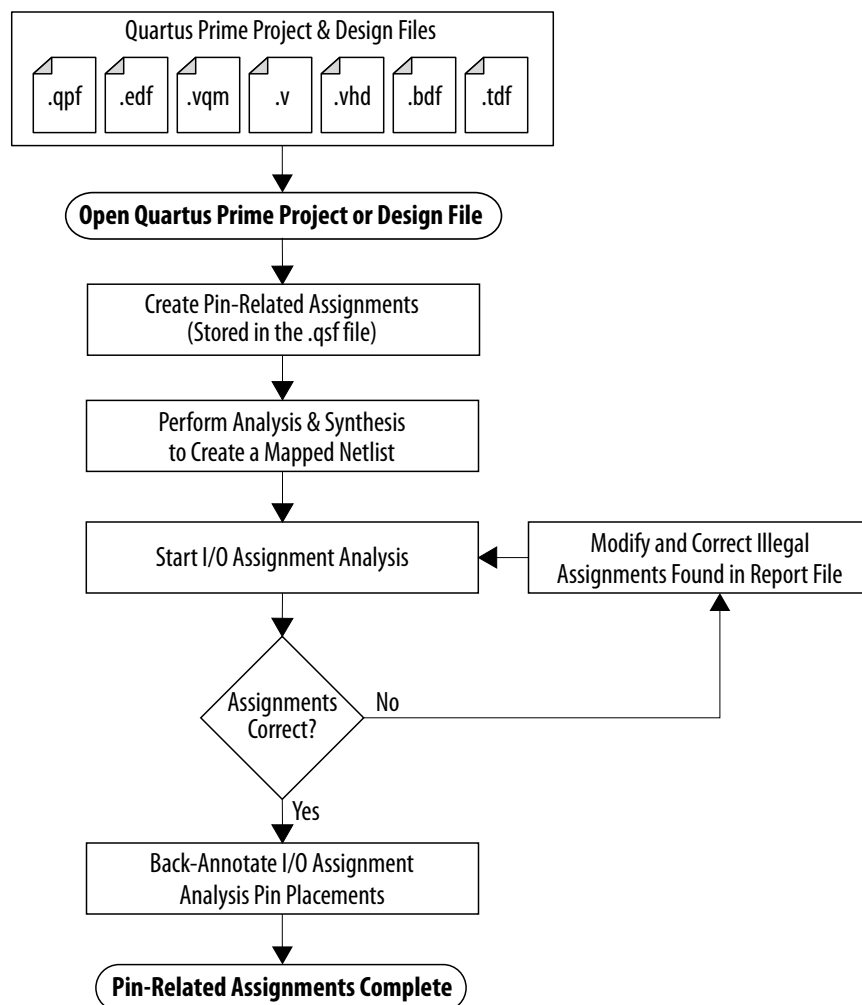 Quartus Prime Project & Design Files
.qpf .edf .vqm .v .vhd .bdf .tdf
Open Quartus Prime Project or Design File
Create Pin-Related Assignments
(Stored in the .qsf file)
Perform Analysis & Synthesis
to Create a Mapped Netlist
Start I/O Assignment Analysis
Modify and Correct Illegal
Assignments Found in Report File
Assignments
Correct?
No
Yes
Back-Annotate I/O Assignment
Analysis Pin Placements
Pin-Related Assignments Complete